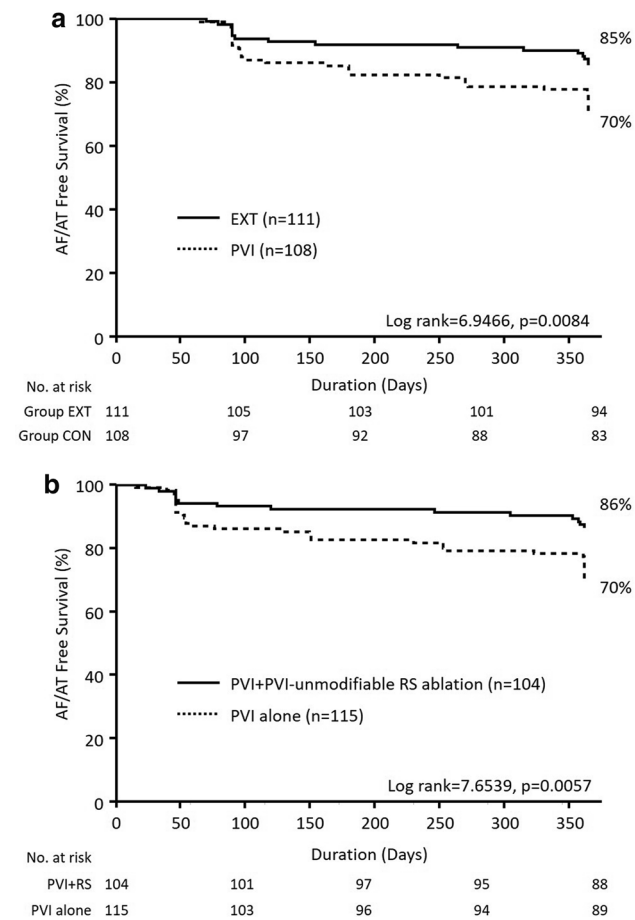 a
100
80
60
40
20
0
AF/AT Free Survival (%)
85%
70%
EXT (n=111)
PVI (n=108)
Log rank=6.9466, p=0.0084
0 50 100 150 200 250 300 350
Duration (Days)
No. at risk
Group EXT 111 105 103 101 94
Group CON 108 97 92 88 83
b
100
80
60
40
20
0
AF/AT Free Survival (%)
86%
70%
PVI+PVI-unmodifiable RS ablation (n=104)
PVI alone (n=115)
Log rank=7.6539, p=0.0057
0 50 100 150 200 250 300 350
Duration (Days)
No. at risk
PVI+RS 104 101 97 95 88
PVI alone 115 103 96 94 89